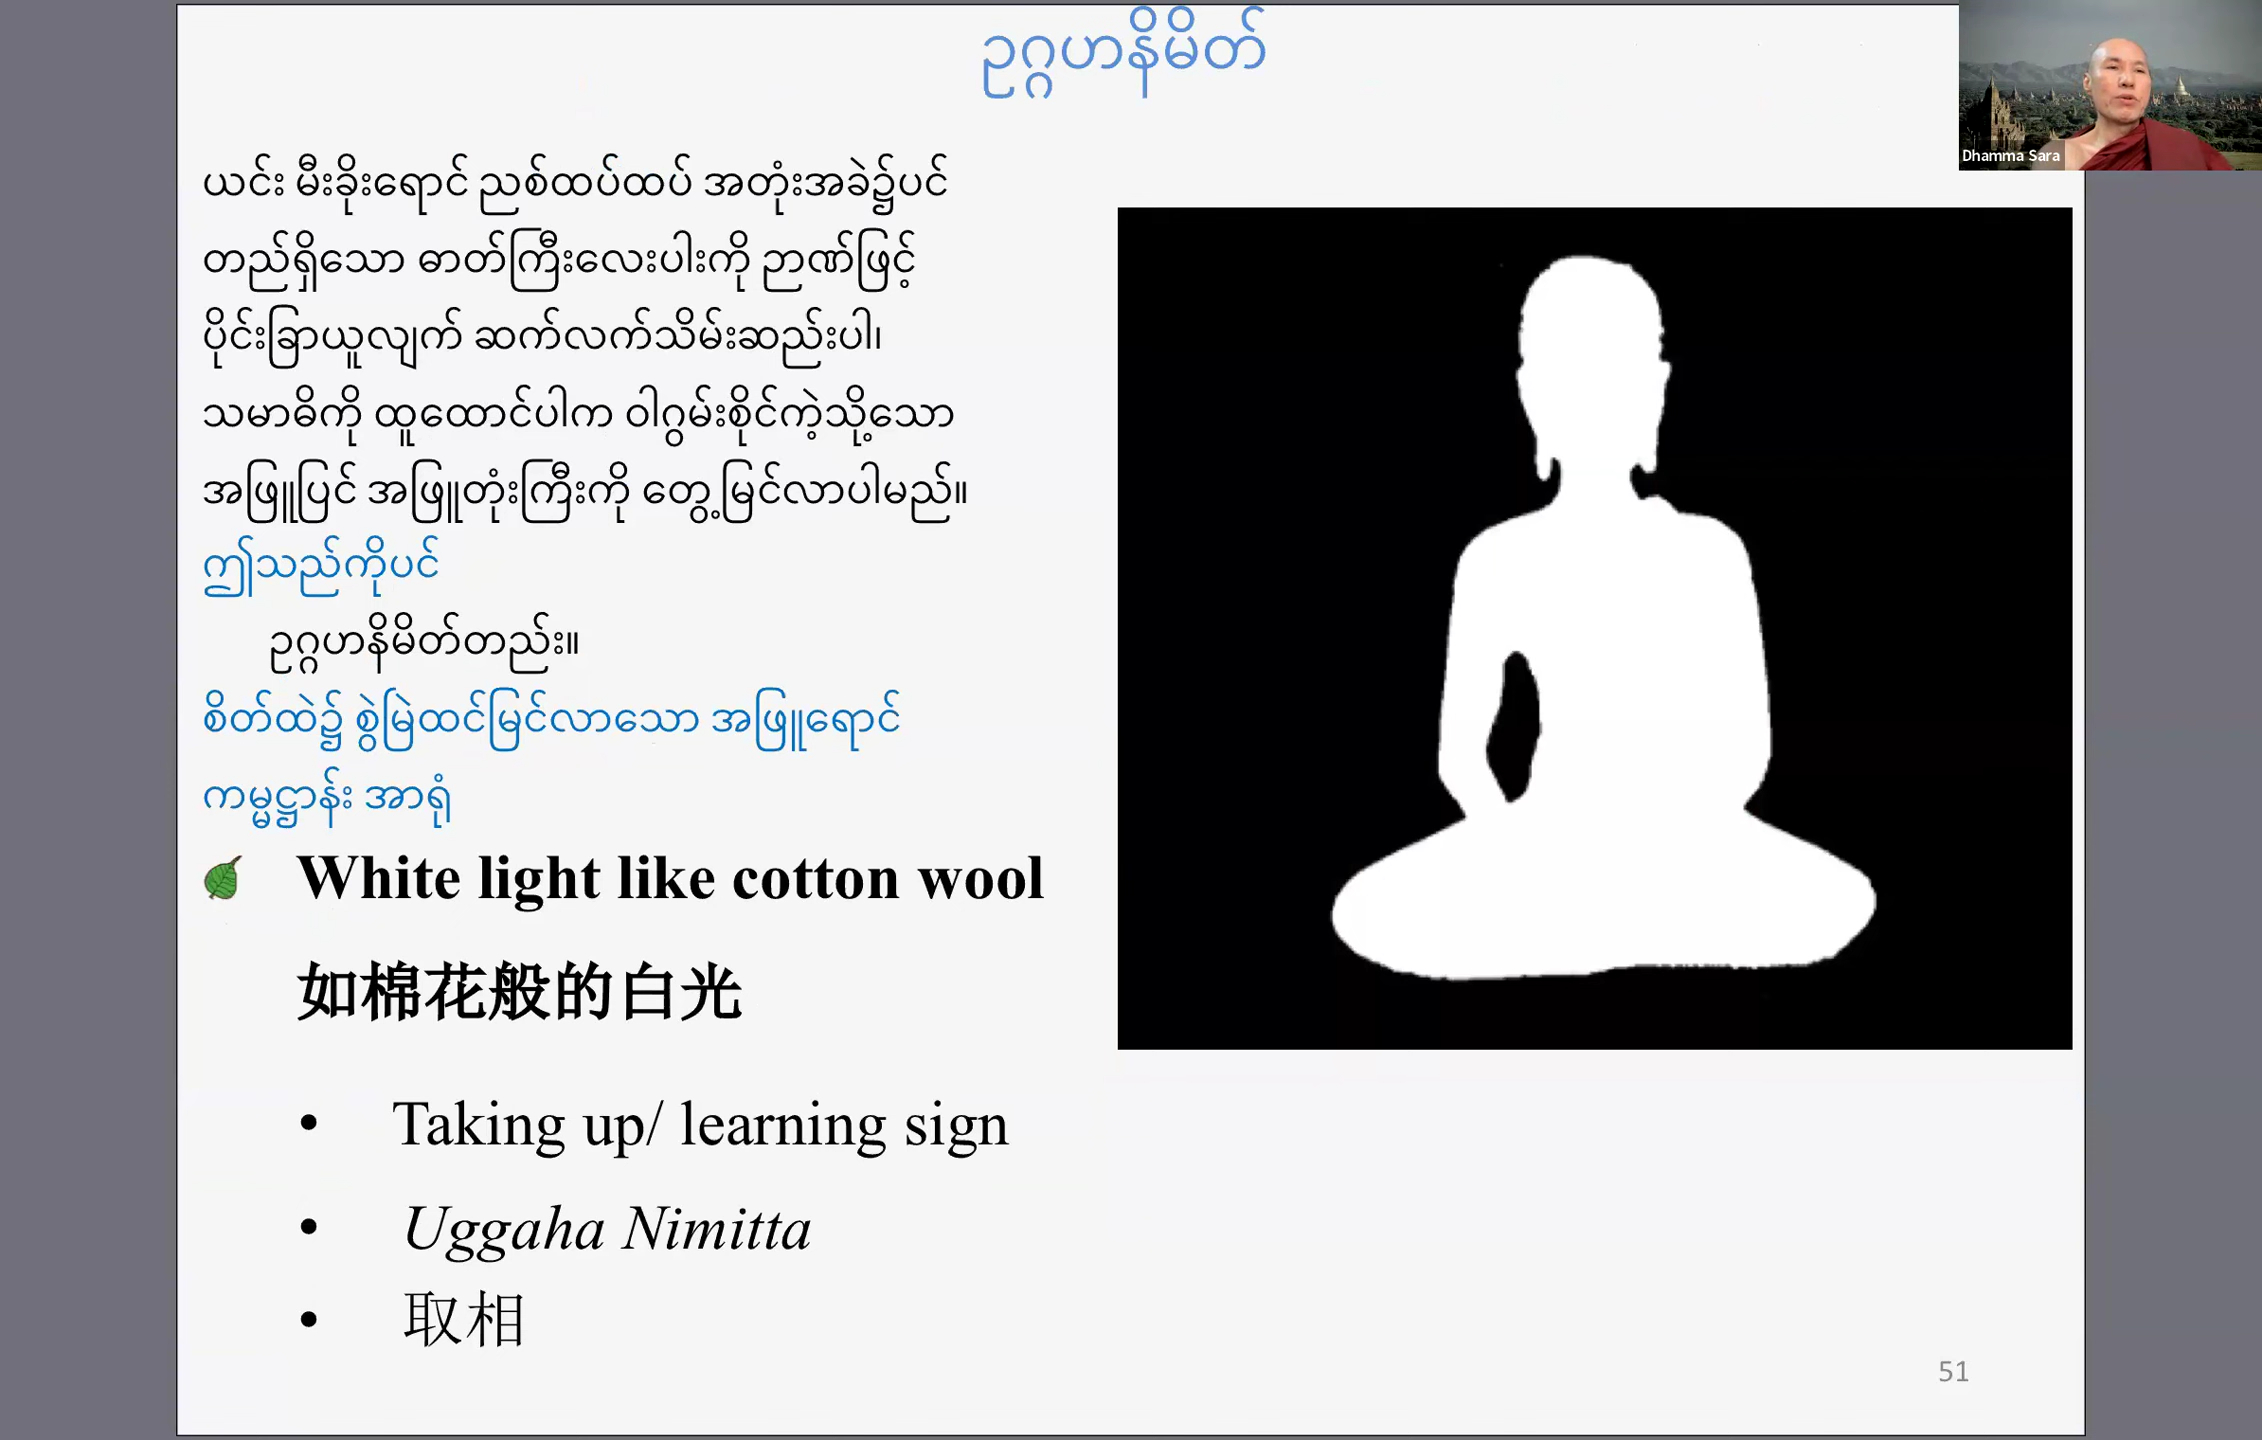 ဥဂ္ဂဟနိမိတ်
Dhamma Sara
ယင်း မီးခိုးရောင် ညစ်ထပ်ထပ် အတုံးအခဲ၌ပင်
တည်ရှိသော ဓာတ်ကြီးလေးပါးကို ဉာဏ်ဖြင့်
ပိုင်းခြာယူလျက် ဆက်လက်သိမ်းဆည်းပါ၊
သမာဓိကို ထူထောင်ပါက ဝါဂွမ်းစိုင်ကဲ့သို့သော
အဖြူပြင် အဖြူတုံးကြီးကို တွေ့မြင်လာပါမည်။
ဤသည်ကိုပင်
ဥဂ္ဂဟနိမိတ်တည်း။
စိတ်ထဲ၌ စွဲမြဲထင်မြင်လာသော အဖြူရောင်
ကမ္မဋ္ဌာန်း အာရုံ
White light like cotton wool
如棉花般的白光
• Taking up/ learning sign
• Uggaha Nimitta
• 取相
51